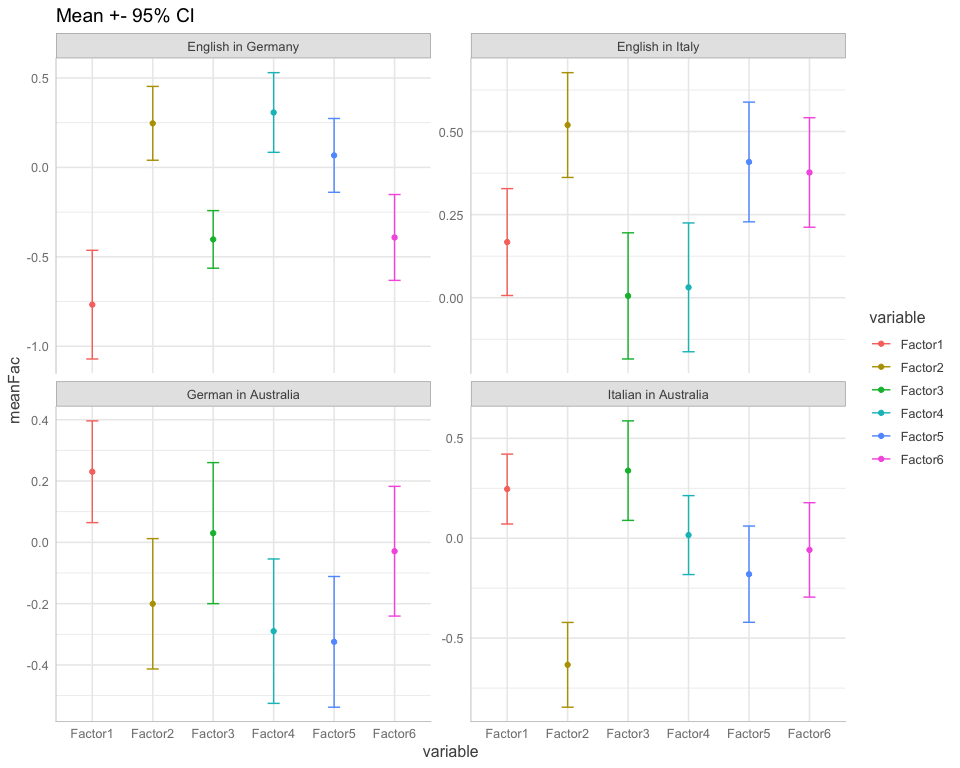 Mean +- 95% CI
English in Germany
English in Italy
0.5
0.0
-0.5
-1.0
0.50
0.25
0.00
German in Australia
Italian in Australia
0.4
0.2
0.0
-0.2
-0.4
0.5
0.0
-0.5
Factor1 Factor2 Factor3 Factor4 Factor5 Factor6
Factor1 Factor2 Factor3 Factor4 Factor5 Factor6
variable
meanFac
variable
Factor1
Factor2
Factor3
Factor4
Factor5
Factor6